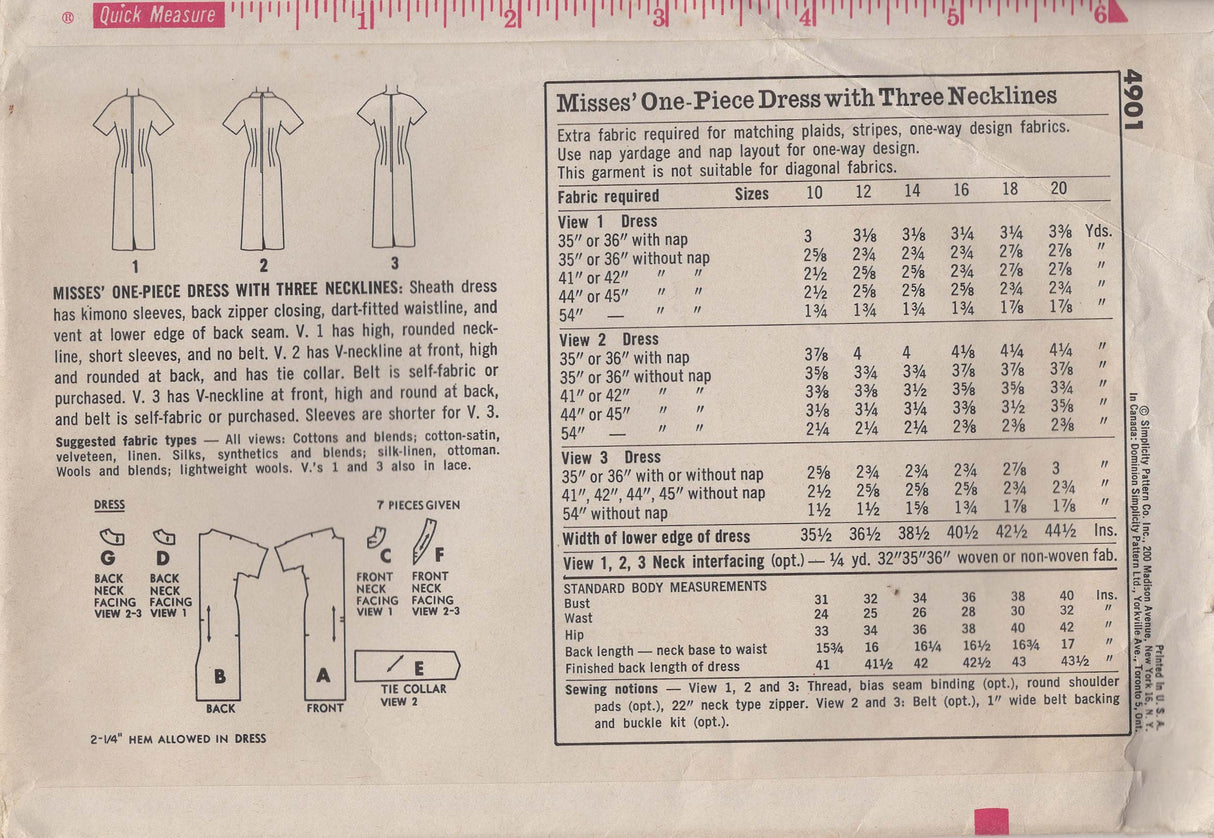 ® Quick Measure 1 2 3 4 5 6
1 2 3
MISSES' ONE-PIECE DRESS WITH THREE NECKLINES: Sheath dress
has kimono sleeves, back zipper closing, dart-fitted waistline, and
vent at lower edge of back seam. V. 1 has high, rounded neck-
line, short sleeves, and no belt. V. 2 has V-neckline at front, high
and rounded at back, and has tie collar. Belt is self-fabric or
purchased. V. 3 has V-neckline at front, high and round at back,
and belt is self-fabric or purchased. Sleeves are shorter for V. 3.
Suggested fabric types — All views: Cottons and blends; cotton-satin,
velveteen, linen. Silks, synthetics and blends; silk-linen, ottoman.
Wools and blends; lightweight wools. V.'s 1 and 3 also in lace.
DRESS
7 PIECES GIVEN
G
BACK
NECK
FACING
VIEW 2-3
D
BACK
NECK
FACING
VIEW 1
B
BACK
A
FRONT
C
FRONT
NECK
FACING
VIEW 1
F
FRONT
NECK
FACING
VIEW 2-3
E
TIE COLLAR
VIEW 2
2-1/4" HEM ALLOWED IN DRESS
4901
Misses' One-Piece Dress with Three Necklines
Extra fabric required for matching plaids, stripes, one-way design fabrics.
Use nap yardage and nap layout for one-way design.
This garment is not suitable for diagonal fabrics.
Fabric required Sizes 10 12 14 16 18 20
View 1 Dress
35" or 36" with nap 3 3⅛ 3⅛ 3¼ 3¼ 3⅜ Yds.
35" or 36" without nap 2⅝ 2¾ 2¾ 2¾ 2⅞ 2⅞ "
41" or 42" " " 2½ 2⅝ 2⅝ 2¾ 2⅞ 2⅞ "
44" or 45" " " 2½ 2⅝ 2⅝ 2⅝ 2¾ 2¾ "
54" — " " 1¾ 1¾ 1¾ 1¾ 1⅞ 1⅞ "
View 2 Dress
35" or 36" with nap 3⅞ 4 4 4⅛ 4¼ 4¼ "
35" or 36" without nap 3⅝ 3¾ 3¾ 3⅞ 3⅞ 3⅞ "
41" or 42" " " 3⅜ 3⅜ 3½ 3⅝ 3⅝ 3¾ "
44" or 45" " " 3⅛ 3¼ 3¼ 3⅜ 3½ 3⅝ "
54" — " " 2¼ 2¼ 2¼ 2⅜ 2⅜ 2⅜ "
View 3 Dress
35" or 36" with or without nap 2⅝ 2¾ 2¾ 2¾ 2⅞ 3 "
41", 42", 44", 45" without nap 2½ 2⅝ 2⅝ 2⅝ 2¾ 2¾ "
54" without nap 1½ 1½ 1⅝ 1¾ 1⅞ 1⅞ "
Width of lower edge of dress 35½ 36½ 38½ 40½ 42½ 44½ Ins.
View 1, 2, 3 Neck interfacing (opt.) — ¼ yd. 32"35"36" woven or non-woven fab.
STANDARD BODY MEASUREMENTS
Bust 31 32 34 36 38 40 Ins.
Wast 24 25 26 28 30 32 "
Hip 33 34 36 38 40 42 "
Back length — neck base to waist 15¾ 16 16¼ 16½ 16¾ 17 "
Finished back length of dress 41 41½ 42 42½ 43 43½ "
Sewing notions — View 1, 2 and 3: Thread, bias seam binding (opt.), round shoulder
pads (opt.), 22" neck type zipper. View 2 and 3: Belt (opt.), 1" wide belt backing
and buckle kit (opt.).
© Simplicity Pattern Co. Inc., 200 Madison Avenue, New York 16, N. Y.
In Canada: Dominion Simplicity Pattern Ltd., Yorkville Ave., Toronto 5, Ont.
Printed in U. S. A.